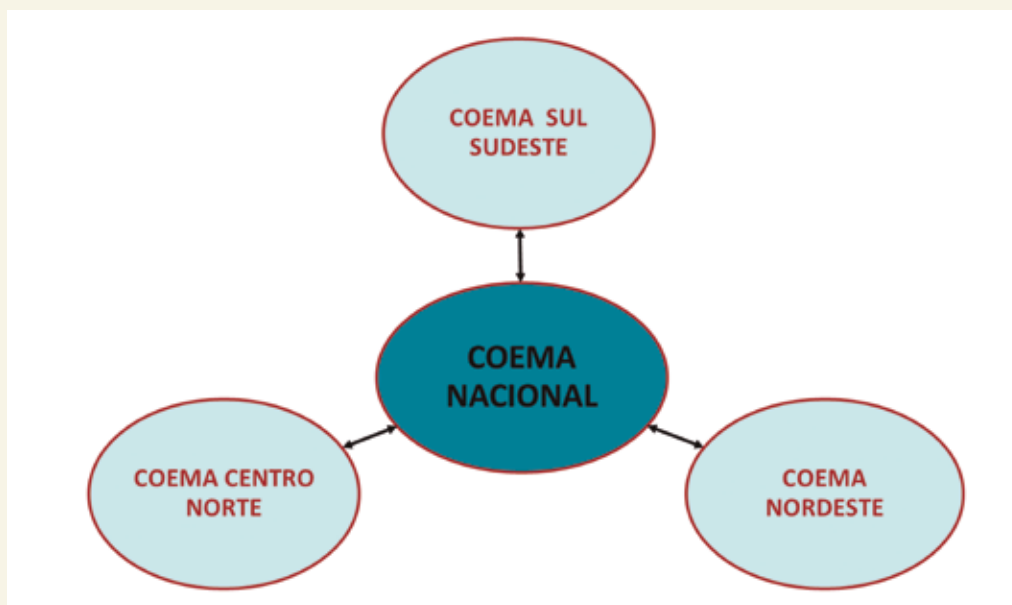 COEMA SUL
SUDESTE
COEMA
NACIONAL
COEMA CENTRO
NORTE
COEMA
NORDESTE